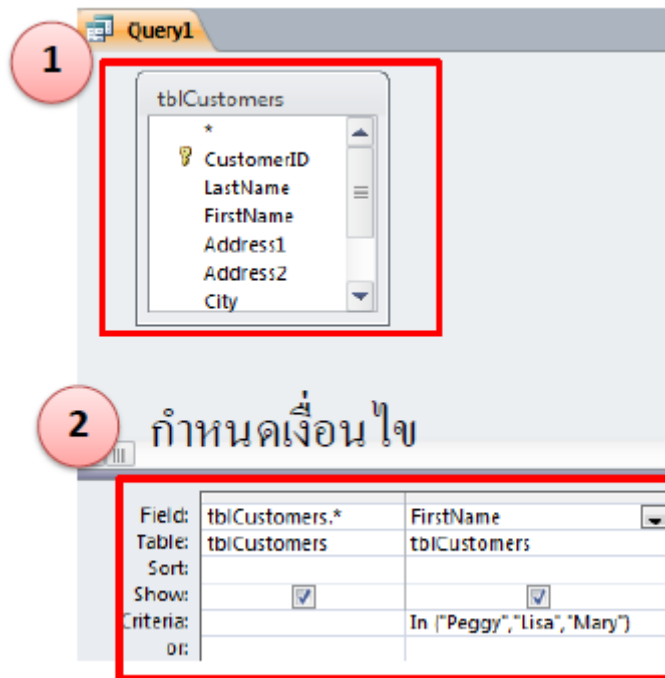 Query1
1
tblCustomers
*
CustomerID
LastName
FirstName
Address1
Address2
City
2 กำหนดเงื่อนไข
Field: tblCustomers.* FirstName
Table: tblCustomers tblCustomers
Sort:
Show:
Criteria: In ("Peggy","Lisa","Mary")
or: